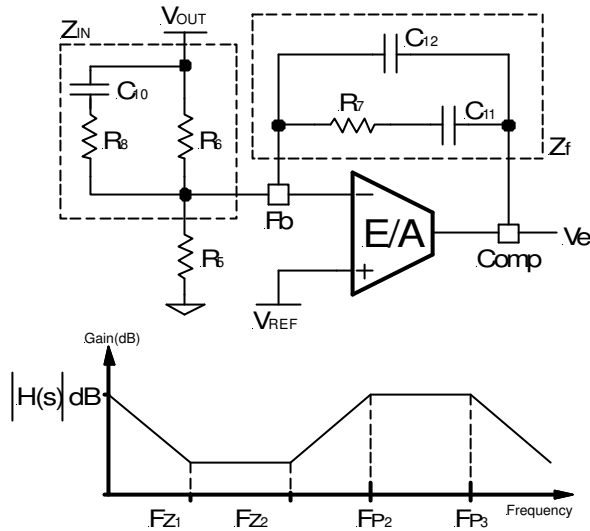 VOUT
ZIN
C12
C10
R7
C11
R8
R6
Zf
Fb
E/A
Ve
Comp
R5
VREF
Gain(dB)
|H(s)| dB
FZ1 FZ2 FP2 FP3 Frequency